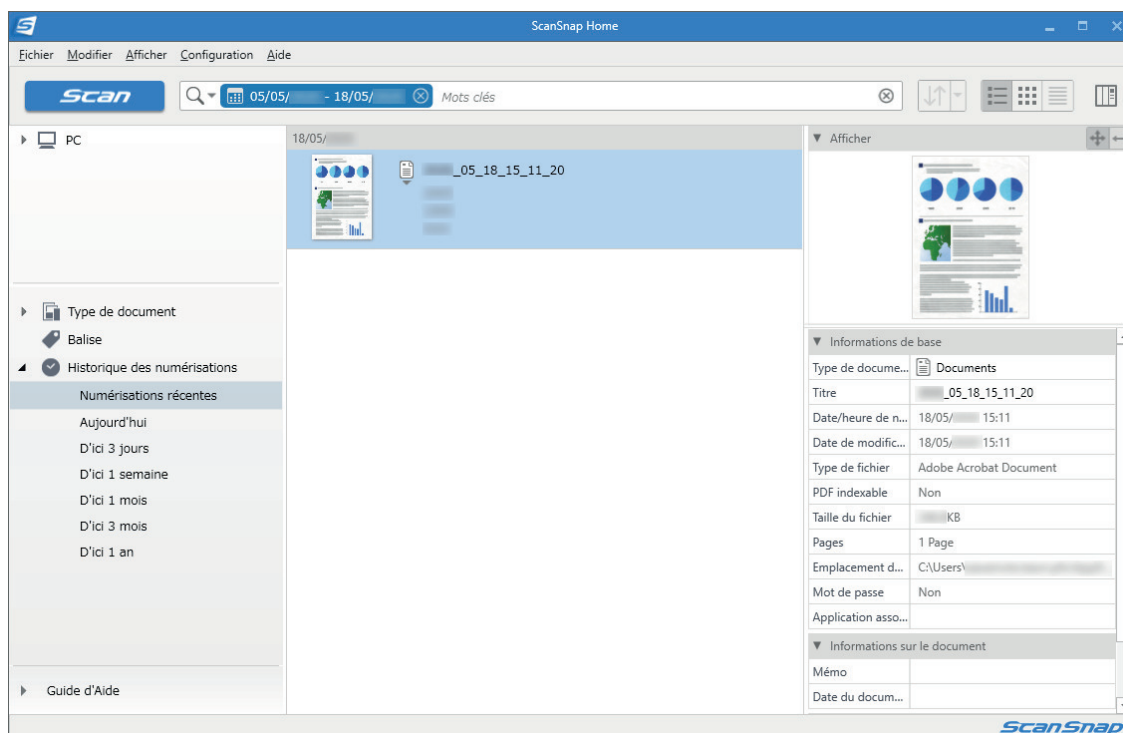 ScanSnap Home
Fichier Modifier Afficher Configuration Aide
Scan
05/05/ - 18/05/ Mots clés
PC
Type de document
Balise
Historique des numérisations
Numérisations récentes
Aujourd'hui
D'ici 3 jours
D'ici 1 semaine
D'ici 1 mois
D'ici 3 mois
D'ici 1 an
Guide d'Aide
18/05/
_05_18_15_11_20
Afficher
Informations de base
Type de docume... Documents
Titre _05_18_15_11_20
Date/heure de n... 18/05/ 15:11
Date de modific... 18/05/ 15:11
Type de fichier Adobe Acrobat Document
PDF indexable Non
Taille du fichier KB
Pages 1 Page
Emplacement d... C:\Users\
Mot de passe Non
Application asso...
Informations sur le document
Mémo
Date du docum...
ScanSnap